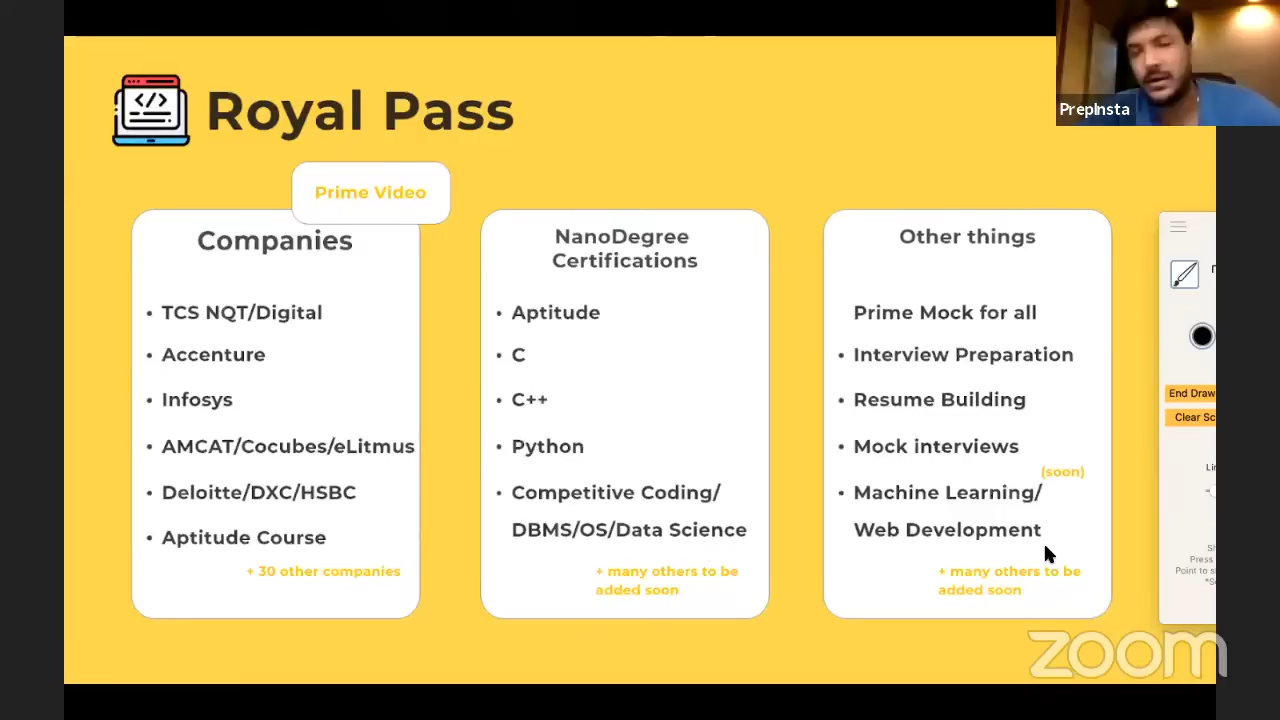 Royal Pass
PrepInsta
Prime Video
Companies
• TCS NQT/Digital
• Accenture
• Infosys
• AMCAT/Cocubes/eLitmus
• Deloitte/DXC/HSBC
• Aptitude Course
+ 30 other companies
NanoDegree
Certifications
• Aptitude
• C
• C++
• Python
• Competitive Coding/
DBMS/OS/Data Science
+ many others to be
added soon
Other things
Prime Mock for all
• Interview Preparation
• Resume Building
• Mock interviews
(soon)
• Machine Learning/
Web Development
+ many others to be
added soon
End Draw
Clear Sc
Press
Point to s
zoom